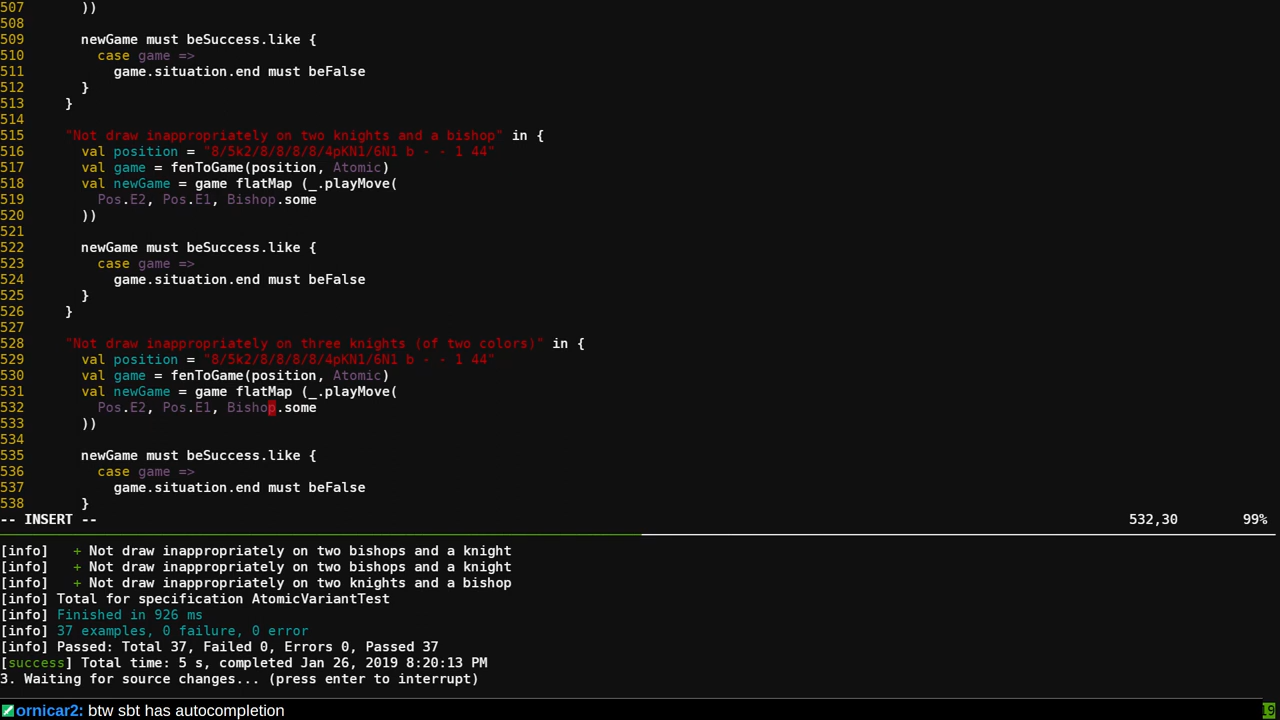 507       ))
508
509       newGame must beSuccess.like {
510         case game =>
511           game.situation.end must beFalse
512       }
513     }
514
515     "Not draw inappropriately on two knights and a bishop" in {
516       val position = "8/5k2/8/8/8/8/4pKN1/6N1 b - - 1 44"
517       val game = fenToGame(position, Atomic)
518       val newGame = game flatMap (_.playMove(
519         Pos.E2, Pos.E1, Bishop.some
520       ))
521
522       newGame must beSuccess.like {
523         case game =>
524           game.situation.end must beFalse
525       }
526     }
527
528     "Not draw inappropriately on three knights (of two colors)" in {
529       val position = "8/5k2/8/8/8/8/4pKN1/6N1 b - - 1 44"
530       val game = fenToGame(position, Atomic)
531       val newGame = game flatMap (_.playMove(
532         Pos.E2, Pos.E1, Bishop.some
533       ))
534
535       newGame must beSuccess.like {
536         case game =>
537           game.situation.end must beFalse
538       }
-- INSERT -- 532,30 99%
[info]   + Not draw inappropriately on two bishops and a knight
[info]   + Not draw inappropriately on two bishops and a knight
[info]   + Not draw inappropriately on two knights and a bishop
[info] Total for specification AtomicVariantTest
[info] Finished in 926 ms
[info] 37 examples, 0 failure, 0 error
[info] Passed: Total 37, Failed 0, Errors 0, Passed 37
[success] Total time: 5 s, completed Jan 26, 2019 8:20:13 PM
3. Waiting for source changes... (press enter to interrupt)
ornicar2: btw sbt has autocompletion 19